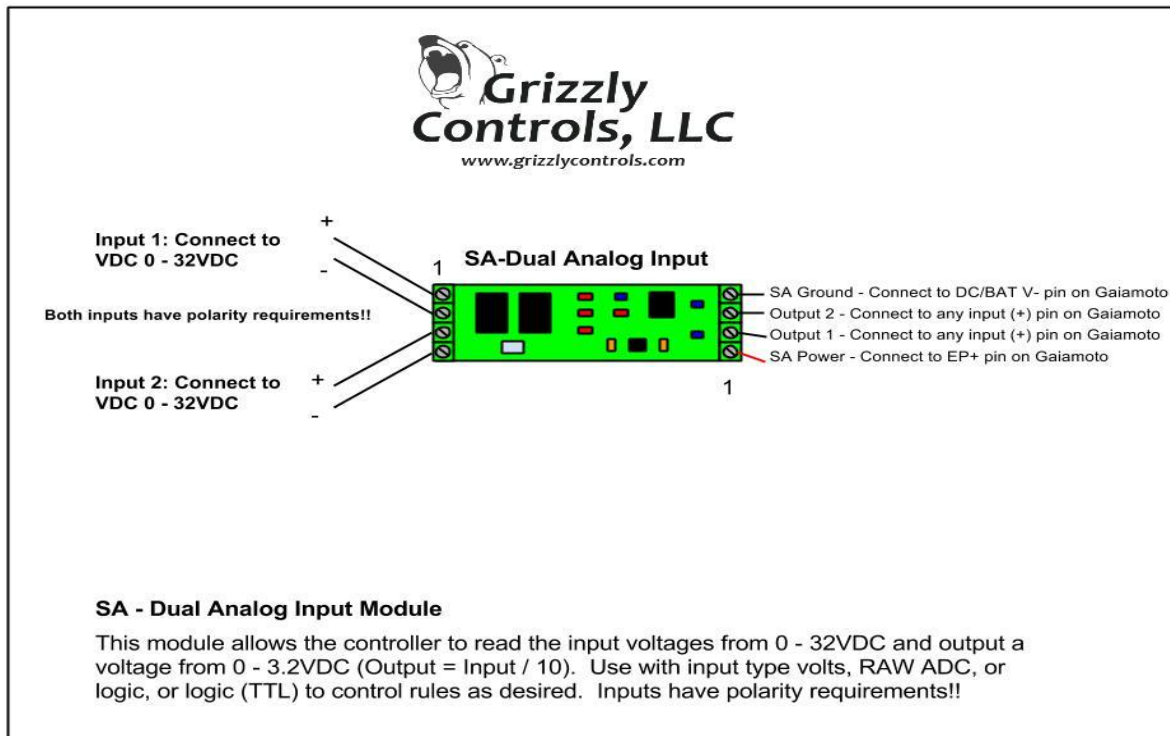 Grizzly
Controls, LLC
www.grizzlycontrols.com
+
Input 1: Connect to
VDC 0 - 32VDC
-
1
SA-Dual Analog Input
Both inputs have polarity requirements!!
SA Ground - Connect to DC/BAT V- pin on Gaiamoto
Output 2 - Connect to any input (+) pin on Gaiamoto
Output 1 - Connect to any input (+) pin on Gaiamoto
SA Power - Connect to EP+ pin on Gaiamoto
Input 2: Connect to
VDC 0 - 32VDC
+
-
1
SA - Dual Analog Input Module
This module allows the controller to read the input voltages from 0 - 32VDC and output a
voltage from 0 - 3.2VDC (Output = Input / 10).  Use with input type volts, RAW ADC, or
logic, or logic (TTL) to control rules as desired.  Inputs have polarity requirements!!